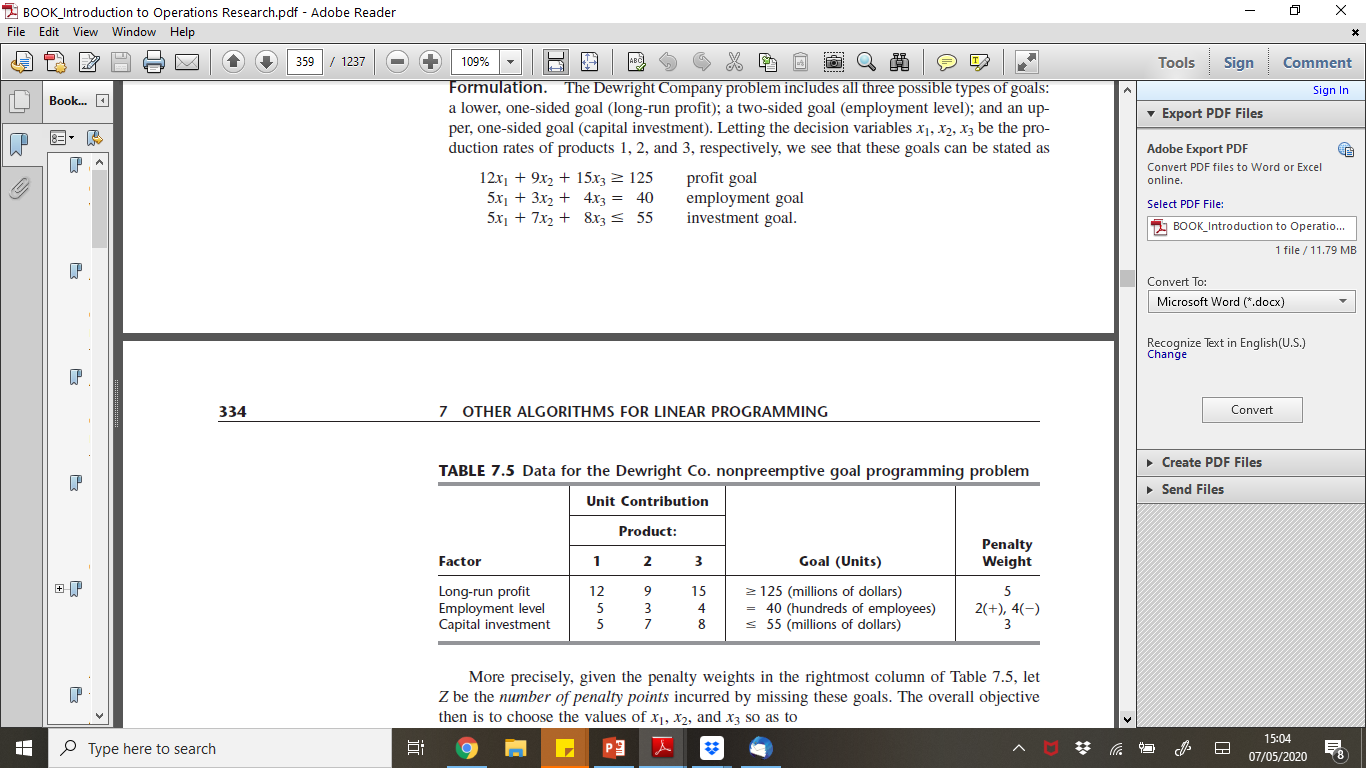 BOOK_Introduction to Operations Research.pdf - Adobe Reader
File Edit View Window Help
359 / 1237 109% Tools Sign Comment
Sign In
Book...
Formulation. The Dewright Company problem includes all three possible types of goals:
a lower, one-sided goal (long-run profit); a two-sided goal (employment level); and an up-
per, one-sided goal (capital investment). Letting the decision variables x₁, x₂, x₃ be the pro-
duction rates of products 1, 2, and 3, respectively, we see that these goals can be stated as
12x₁ + 9x₂ + 15x₃ ≥ 125 profit goal
5x₁ + 3x₂ + 4x₃ = 40 employment goal
5x₁ + 7x₂ + 8x₃ ≤ 55 investment goal.
334 7 OTHER ALGORITHMS FOR LINEAR PROGRAMMING
TABLE 7.5 Data for the Dewright Co. nonpreemptive goal programming problem
Unit Contribution
Product:
Penalty
Factor 1 2 3 Goal (Units) Weight
Long-run profit 12 9 15 ≥ 125 (millions of dollars) 5
Employment level 5 3 4 = 40 (hundreds of employees) 2(+), 4(−)
Capital investment 5 7 8 ≤ 55 (millions of dollars) 3
More precisely, given the penalty weights in the rightmost column of Table 7.5, let
Z be the number of penalty points incurred by missing these goals. The overall objective
then is to choose the values of x₁, x₂, and x₃ so as to
Export PDF Files
Adobe Export PDF
Convert PDF files to Word or Excel
online.
Select PDF File:
BOOK_Introduction to Operatio...
1 file / 11.79 MB
Convert To:
Microsoft Word (*.docx)
Recognize Text in English(U.S.)
Change
Convert
Create PDF Files
Send Files
Type here to search
15:04
07/05/2020
8